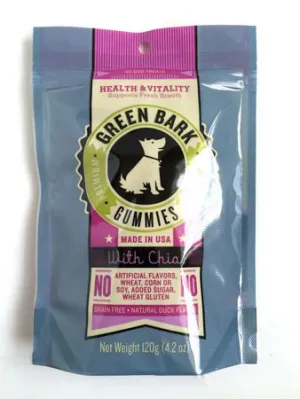 HEALTH & VITALITY
Supports Fresh Breath
GREEN BARK
PREMIUM
GUMMIES
MADE IN USA
With Chia
NO
ARTIFICIAL FLAVORS,
WHEAT, CORN OR
SOY, ADDED SUGAR,
WHEAT GLUTEN
NO
GRAIN FREE • NATURAL DUCK FLAVOR
Net Weight 120g (4.2 oz)